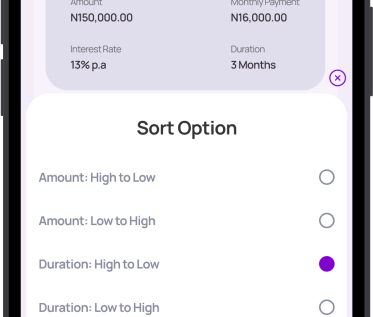 Amount Monthly Payment
N150,000.00 N16,000.00
Interest Rate Duration
13% p.a 3 Months
Sort Option
Amount: High to Low
Amount: Low to High
Duration: High to Low
Duration: Low to High